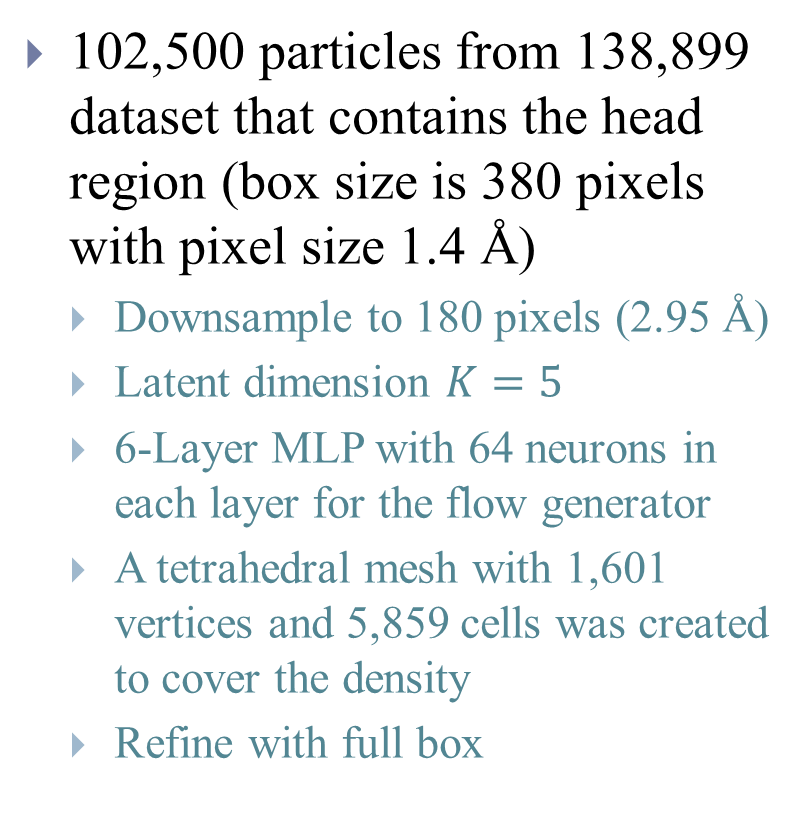 102,500 particles from 138,899
dataset that contains the head
region (box size is 380 pixels
with pixel size 1.4 Å)
Downsample to 180 pixels (2.95 Å)
Latent dimension K = 5
6-Layer MLP with 64 neurons in
each layer for the flow generator
A tetrahedral mesh with 1,601
vertices and 5,859 cells was created
to cover the density
Refine with full box